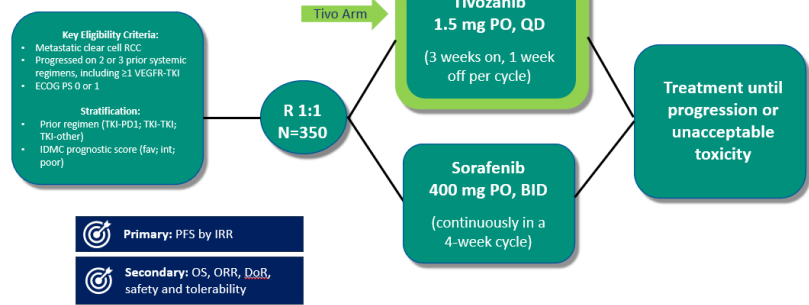 Tivo Arm
Tivozanib
1.5 mg PO, QD
(3 weeks on, 1 week
off per cycle)
Key Eligibility Criteria:
• Metastatic clear cell RCC
• Progressed on 2 or 3 prior systemic
regimens, including ≥1 VEGFR-TKI
• ECOG PS 0 or 1
Stratification:
• Prior regimen (TKI-PD1; TKI-TKI;
TKI-other)
• IDMC prognostic score (fav; int;
poor)
R 1:1
N=350
Sorafenib
400 mg PO, BID
(continuously in a
4-week cycle)
Treatment until
progression or
unacceptable
toxicity
Primary: PFS by IRR
Secondary: OS, ORR, DoR,
safety and tolerability